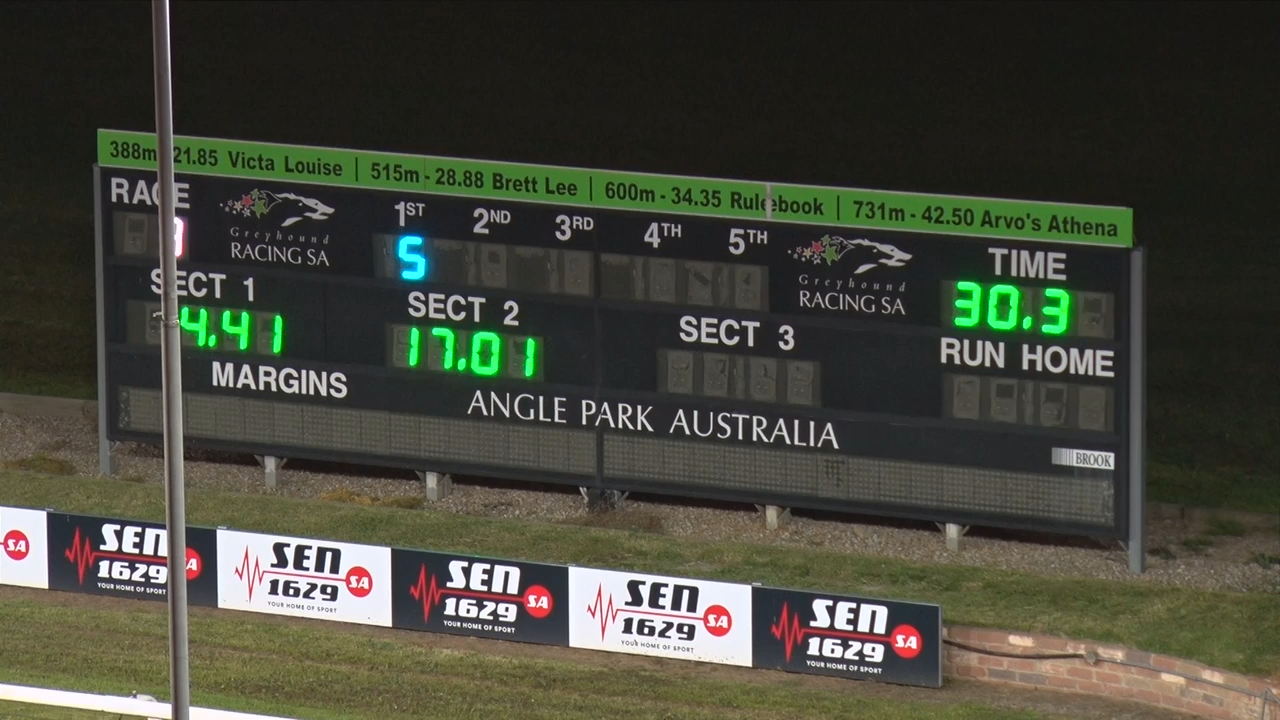 388m 21.85 Victa Louise | 515m - 28.88 Brett Lee | 600m - 34.35 Rulebook | 731m - 42.50 Arvo's Athena
RACE
Greyhound
RACING SA
1ST 2ND 3RD 4TH 5TH
5
Greyhound
RACING SA
TIME
30.3
SECT 1
4.41
SECT 2
17.01
SECT 3
RUN HOME
MARGINS
ANGLE PARK AUSTRALIA
BROOK
SA
SEN
1629 SA
YOUR HOME OF SPORT
SEN
1629 SA
YOUR HOME OF SPORT
SEN
1629 SA
YOUR HOME OF SPORT
SEN
1629 SA
YOUR HOME OF SPORT
SEN
1629 SA
YOUR HOME OF SPORT